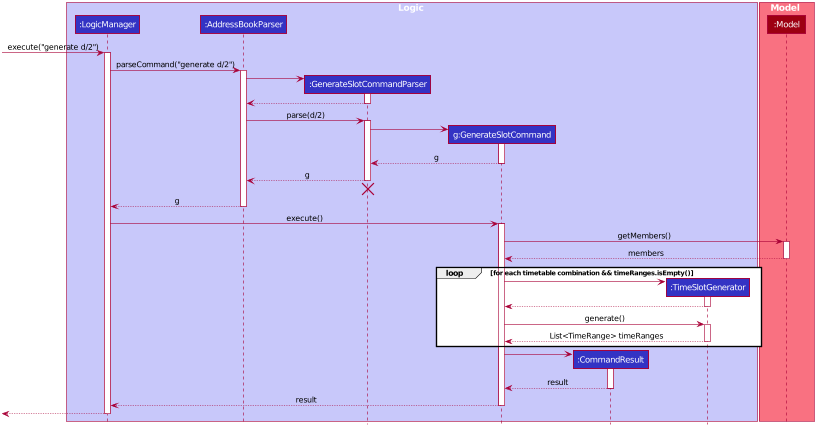 Logic
Model
:LogicManager
:AddressBookParser
:Model
execute("generate d/2")
parseCommand("generate d/2")
:GenerateSlotCommandParser
parse(d/2)
g:GenerateSlotCommand
g
g
g
execute()
getMembers()
members
loop
[for each timetable combination && timeRanges.isEmpty()]
:TimeSlotGenerator
generate()
List<TimeRange> timeRanges
:CommandResult
result
result